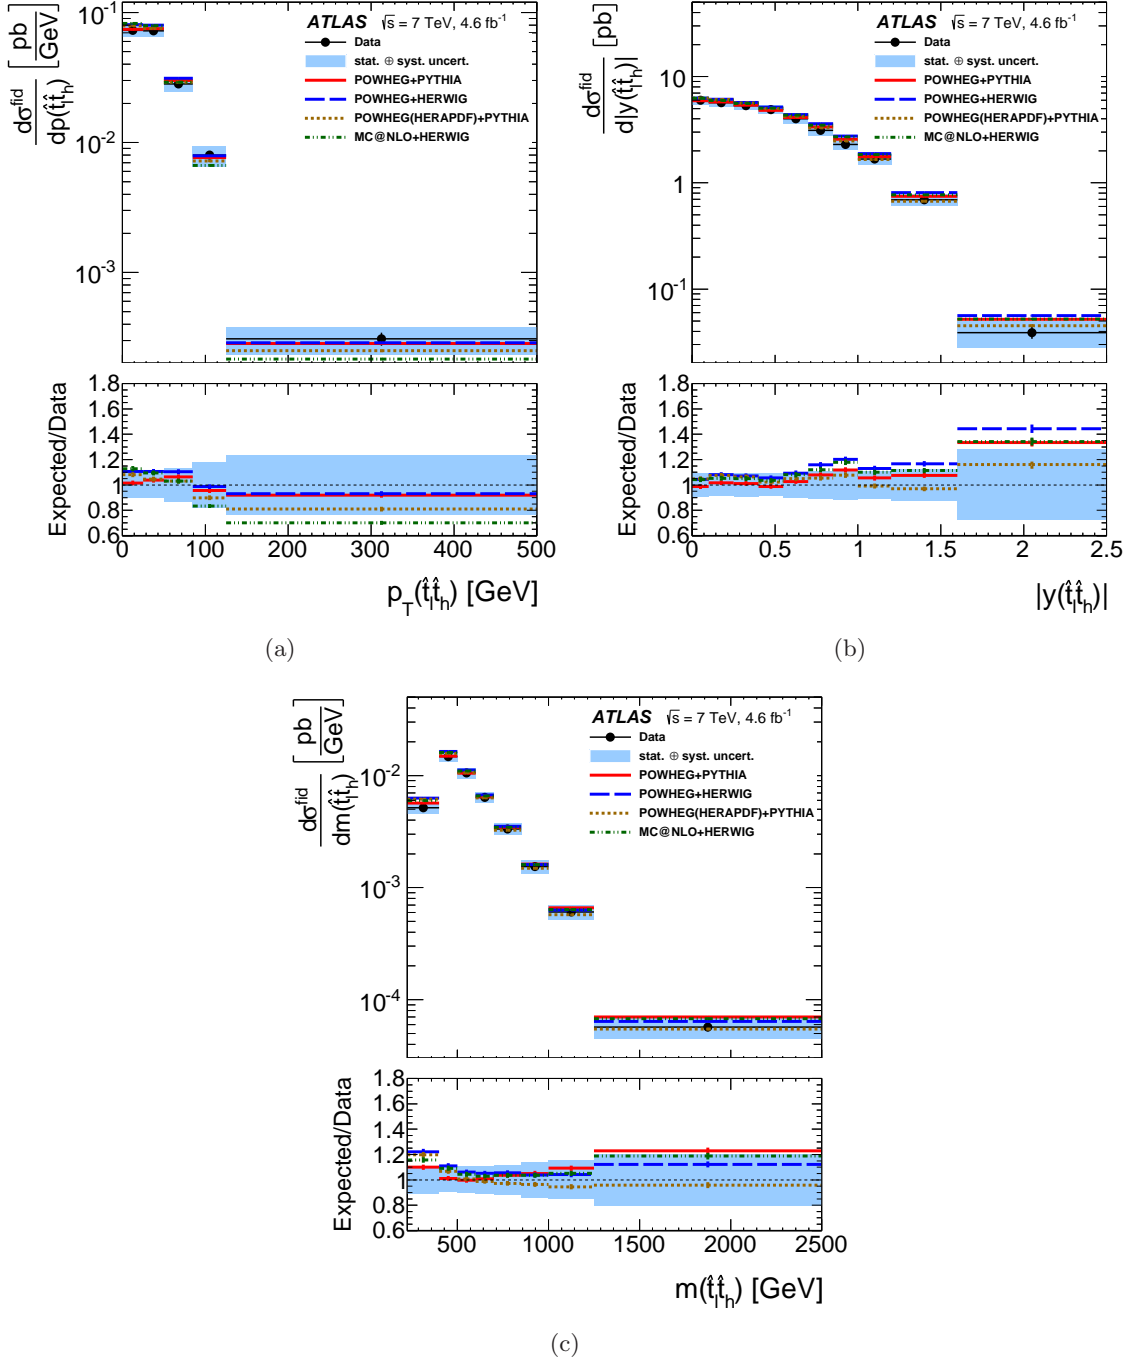 ATLAS √s = 7 TeV, 4.6 fb⁻¹
Data
stat. ⊕ syst. uncert.
POWHEG+PYTHIA
POWHEG+HERWIG
POWHEG(HERAPDF)+PYTHIA
MC@NLO+HERWIG
dσ^fid / dp(t̂_l t̂_h) [pb / GeV]
10⁻¹
10⁻²
10⁻³
Expected/Data
1.8
1.6
1.4
1.2
1
0.8
0.6
0 100 200 300 400 500
p_T(t̂_l t̂_h) [GeV]
(a)
ATLAS √s = 7 TeV, 4.6 fb⁻¹
Data
stat. ⊕ syst. uncert.
POWHEG+PYTHIA
POWHEG+HERWIG
POWHEG(HERAPDF)+PYTHIA
MC@NLO+HERWIG
dσ^fid / d|y(t̂_l t̂_h)| [pb]
10²
10
1
10⁻¹
Expected/Data
1.8
1.6
1.4
1.2
1
0.8
0.6
0 0.5 1 1.5 2 2.5
|y(t̂_l t̂_h)|
(b)
ATLAS √s = 7 TeV, 4.6 fb⁻¹
Data
stat. ⊕ syst. uncert.
POWHEG+PYTHIA
POWHEG+HERWIG
POWHEG(HERAPDF)+PYTHIA
MC@NLO+HERWIG
dσ^fid / dm(t̂_l t̂_h) [pb / GeV]
10⁻²
10⁻³
10⁻⁴
Expected/Data
1.8
1.6
1.4
1.2
1
0.8
0.6
500 1000 1500 2000 2500
m(t̂_l t̂_h) [GeV]
(c)